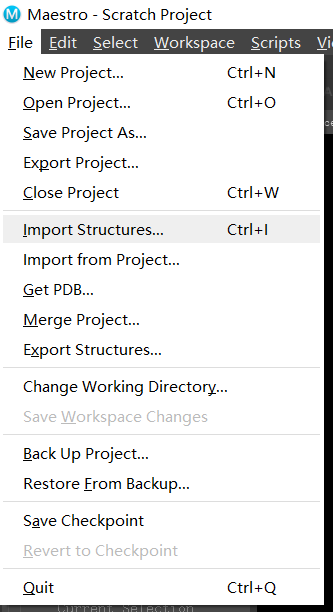 Maestro - Scratch Project
File Edit Select Workspace Scripts
New Project... Ctrl+N
Open Project... Ctrl+O
Save Project As...
Export Project...
Close Project Ctrl+W
Import Structures... Ctrl+I
Import from Project...
Get PDB...
Merge Project...
Export Structures...
Change Working Directory...
Save Workspace Changes
Back Up Project...
Restore From Backup...
Save Checkpoint
Revert to Checkpoint
Quit Ctrl+Q
Current Selection